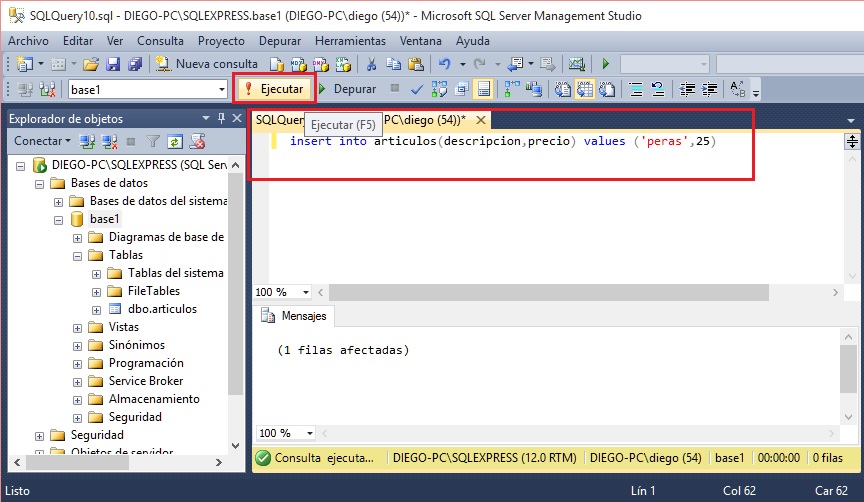 SQLQuery10.sql - DIEGO-PC\SQLEXPRESS.base1 (DIEGO-PC\diego (54))* - Microsoft SQL Server Management Studio
Archivo Editar Ver Consulta Proyecto Depurar Herramientas Ventana Ayuda
Nueva consulta
base1 Ejecutar Depurar
Explorador de objetos
Conectar
DIEGO-PC\SQLEXPRESS (SQL Ser
Bases de datos
Bases de datos del sistema
base1
Diagramas de base de
Tablas
Tablas del sistema
FileTables
dbo.articulos
Vistas
Sinónimos
Programación
Service Broker
Almacenamiento
Seguridad
Seguridad
Objetos de servidor
SQLQuer PC\diego (54))*
Ejecutar (F5)
insert into articulos(descripcion,precio) values ('peras',25)
100 %
Mensajes
(1 filas afectadas)
100 %
Consulta ejecuta... DIEGO-PC\SQLEXPRESS (12.0 RTM) DIEGO-PC\diego (54) base1 00:00:00 0 filas
Listo Lín 1 Col 62 Car 62